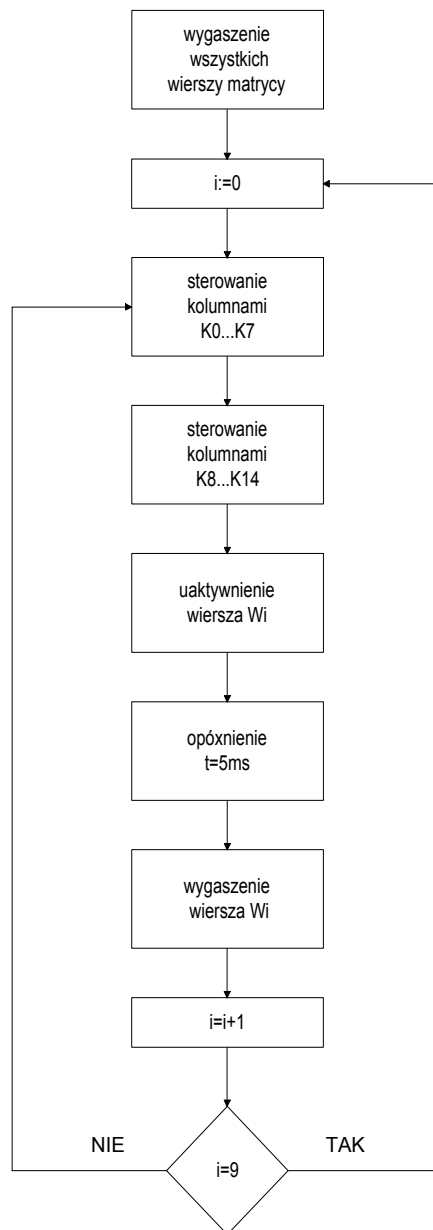 wygaszenie
wszystkich
wierszy matrycy
i:=0
sterowanie
kolumnami
K0...K7
sterowanie
kolumnami
K8...K14
uaktywnienie
wiersza Wi
opóxnienie
t=5ms
wygaszenie
wiersza Wi
i=i+1
NIE
i=9
TAK